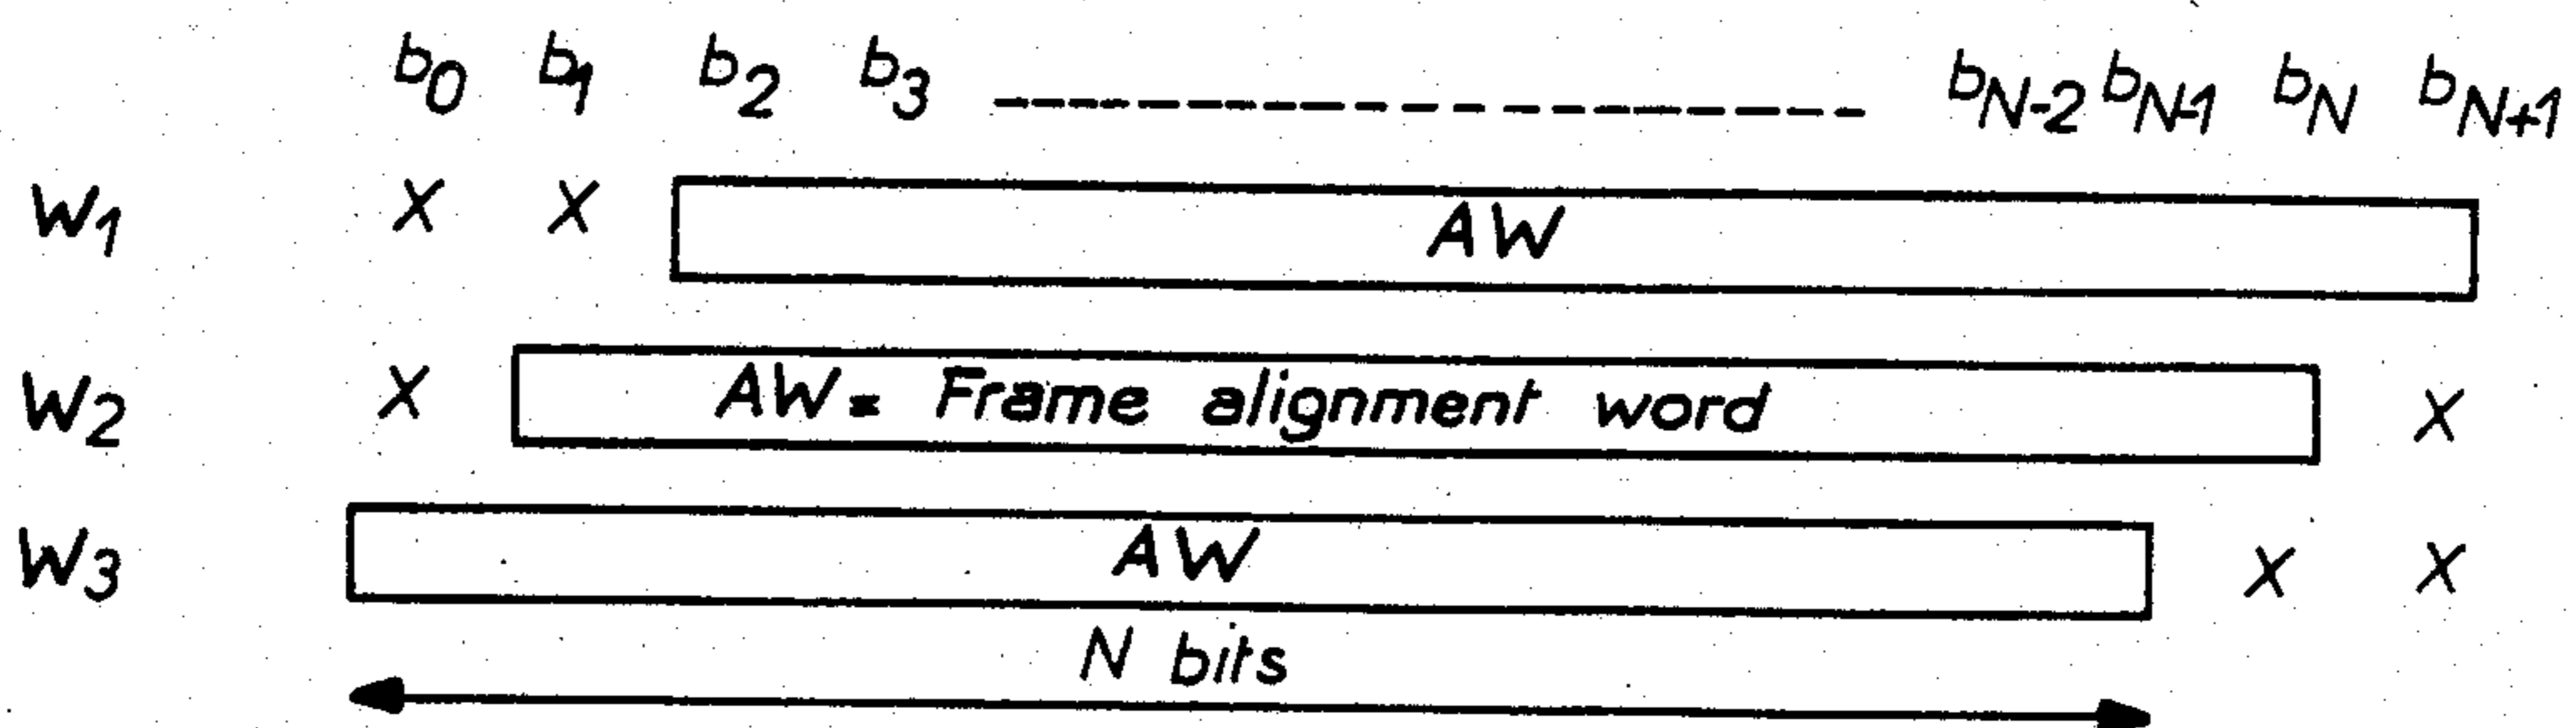 b0 b1 b2 b3 ---------------------- bN-2 bN-1 bN bN+1
W1 X X AW
W2 X AW = Frame alignment word X
W3 AW X X
N bits